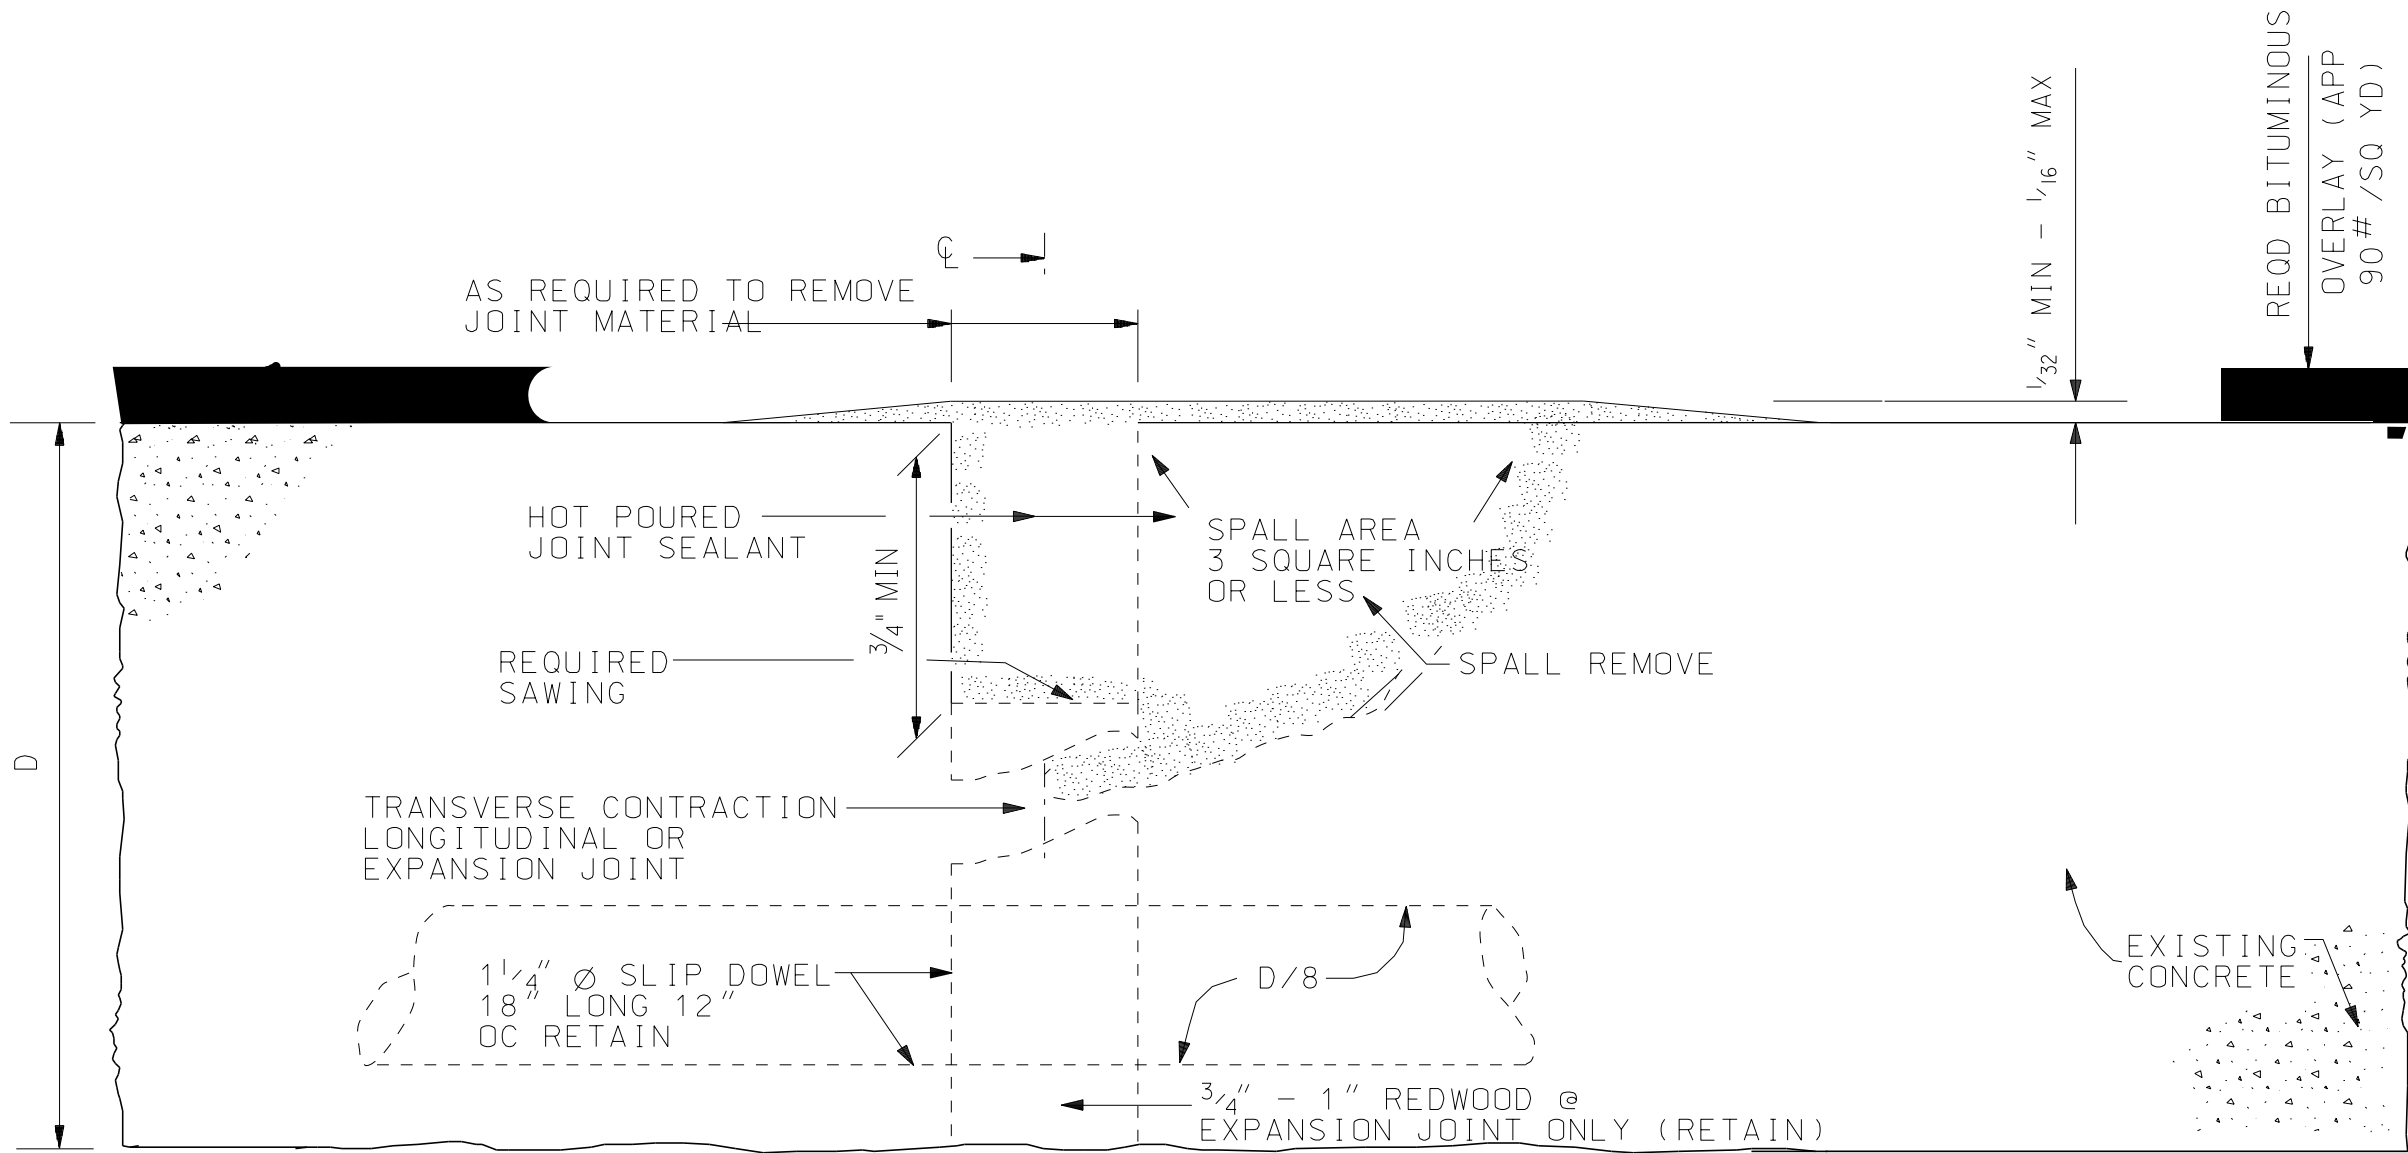 REQD BITUMINOUS
OVERLAY (APP
90# /SQ YD)
1/32" MIN - 1/16" MAX
℄
AS REQUIRED TO REMOVE
JOINT MATERIAL
HOT POURED
JOINT SEALANT
3/4" MIN
SPALL AREA
3 SQUARE INCHES
OR LESS
REQUIRED
SAWING
SPALL REMOVE
D
TRANSVERSE CONTRACTION
LONGITUDINAL OR
EXPANSION JOINT
1 1/4" Ø SLIP DOWEL
18" LONG 12"
OC RETAIN
D/8
EXISTING
CONCRETE
3/4" - 1" REDWOOD @
EXPANSION JOINT ONLY (RETAIN)